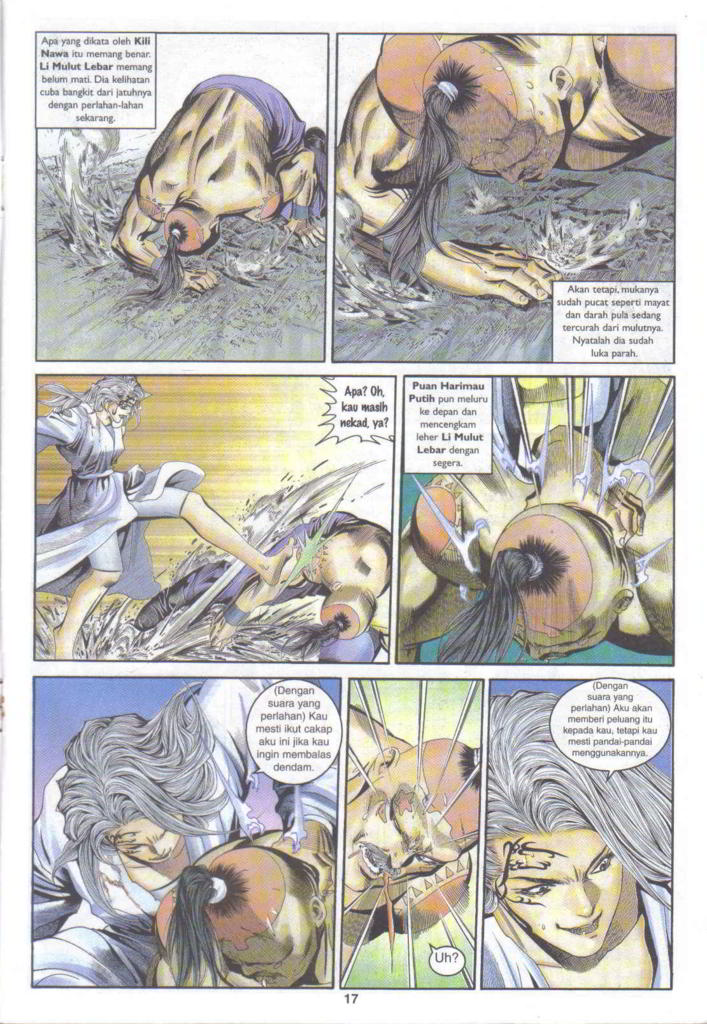 Apa yang dikata oleh Kili
Nawa itu memang benar.
Li Mulut Lebar memang
belum mati. Dia kelihatan
cuba bangkit dari jatuhnya
dengan perlahan-lahan
sekarang.
Akan tetapi, mukanya
sudah pucat seperti mayat
dan darah pula sedang
tercurah dari mulutnya.
Nyatalah dia sudah
luka parah.
Apa? Oh,
kau masih
nekad, ya?
Puan Harimau
Putih pun meluru
ke depan dan
mencengkam
leher Li Mulut
Lebar dengan
segera.
(Dengan
suara yang
perlahan) Kau
mesti ikut cakap
aku ini jika kau
ingin membalas
dendam.
Uh?
(Dengan
suara yang
perlahan) Aku akan
memberi peluang itu
kepada kau, tetapi kau
mesti pandai-pandai
menggunakannya.
17